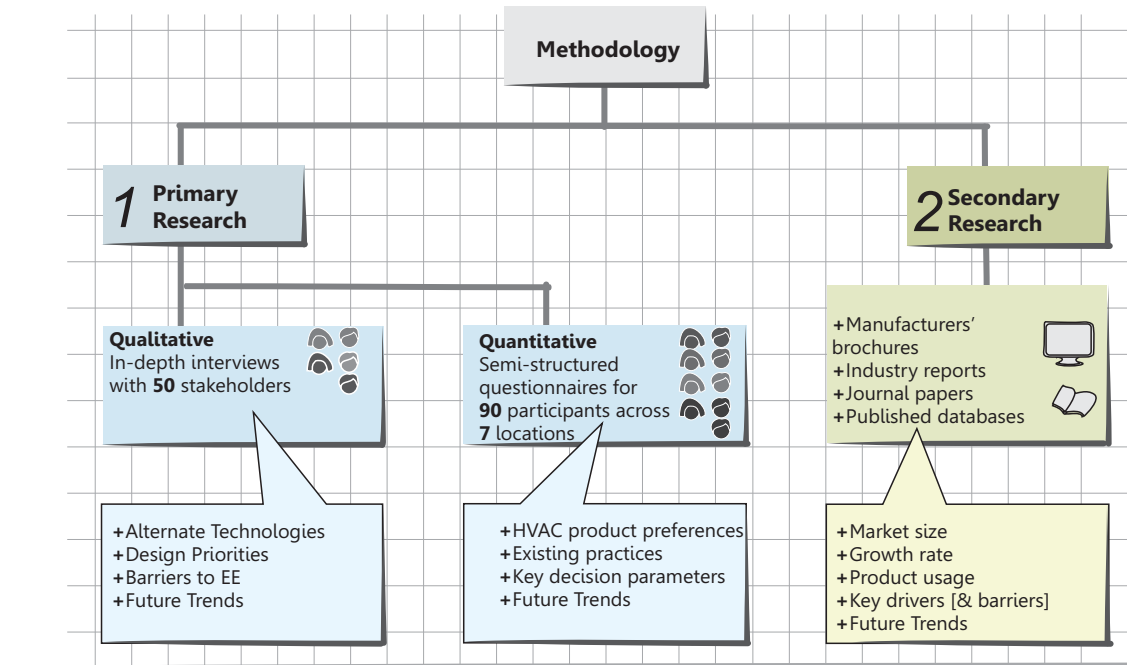 Methodology
1 Primary
Research
2 Secondary
Research
Qualitative
In-depth interviews
with 50 stakeholders
Quantitative
Semi-structured
questionnaires for
90 participants across
7 locations
+Manufacturers’
brochures
+Industry reports
+Journal papers
+Published databases
+Alternate Technologies
+Design Priorities
+Barriers to EE
+Future Trends
+HVAC product preferences
+Existing practices
+Key decision parameters
+Future Trends
+Market size
+Growth rate
+Product usage
+Key drivers [& barriers]
+Future Trends